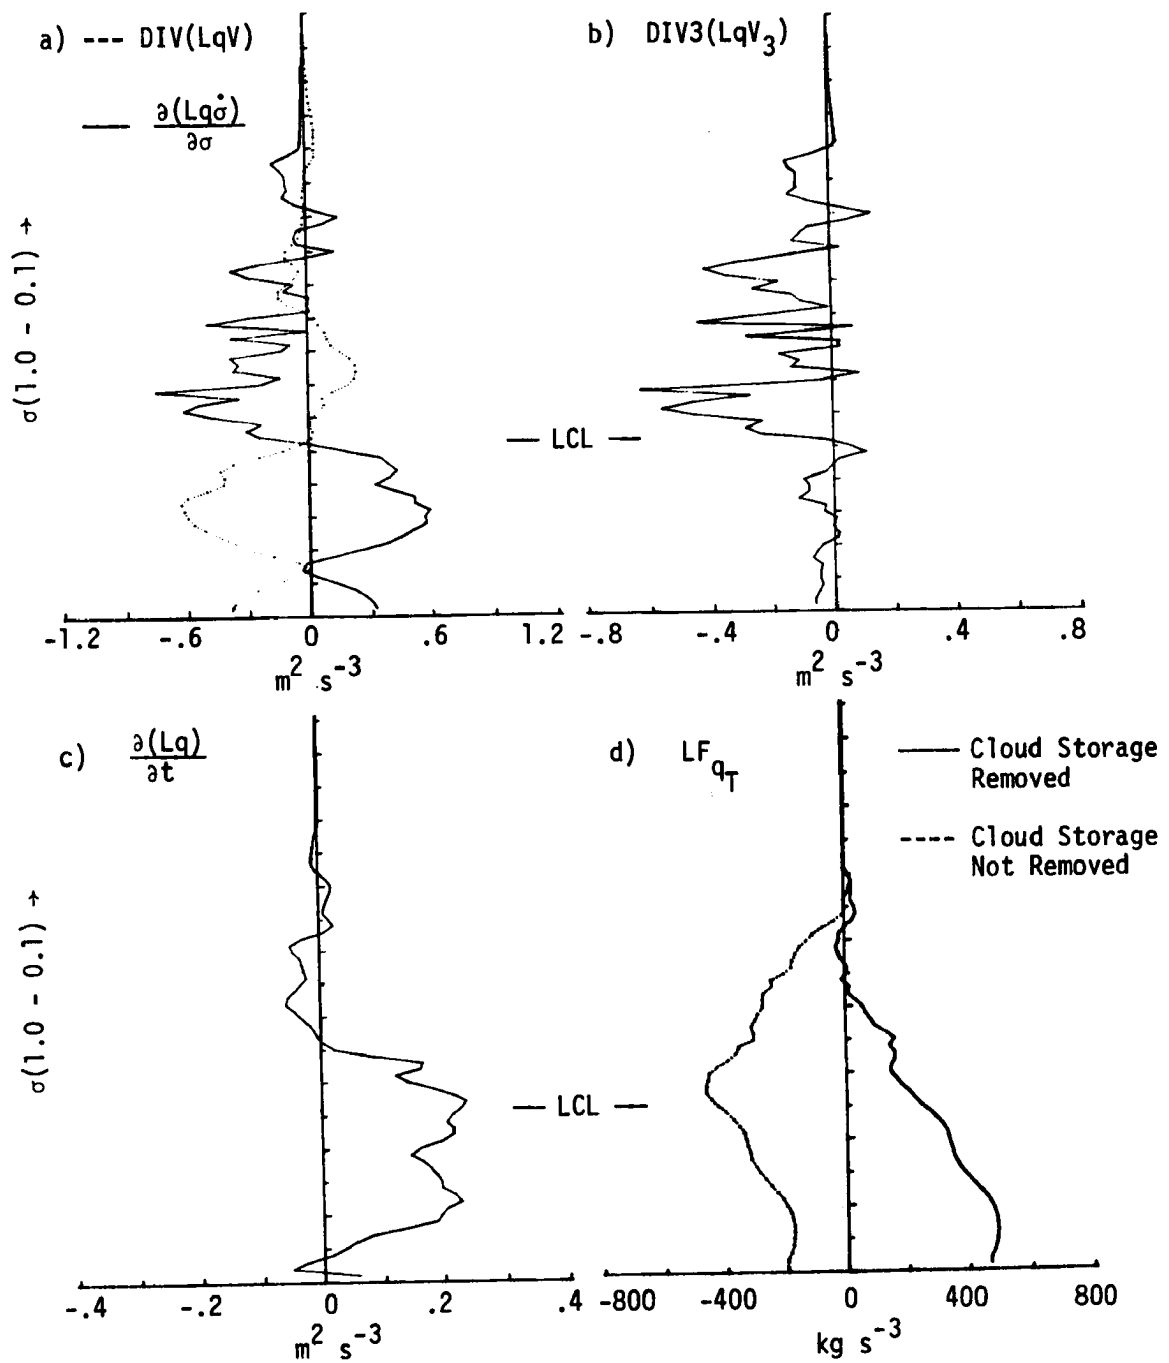 a) --- DIV(LqV)
— ∂(Lqσ̇)
∂σ
b) DIV3(LqV₃)
σ(1.0 - 0.1) →
— LCL —
-1.2 -.6 0 .6 1.2
m² s⁻³
-.8 -.4 0 .4 .8
m² s⁻³
c) ∂(Lq)
∂t
d) LF_qT
— Cloud Storage
Removed
---- Cloud Storage
Not Removed
σ(1.0 - 0.1) →
— LCL —
-.4 -.2 0 .2 .4
m² s⁻³
-800 -400 0 400 800
kg s⁻³